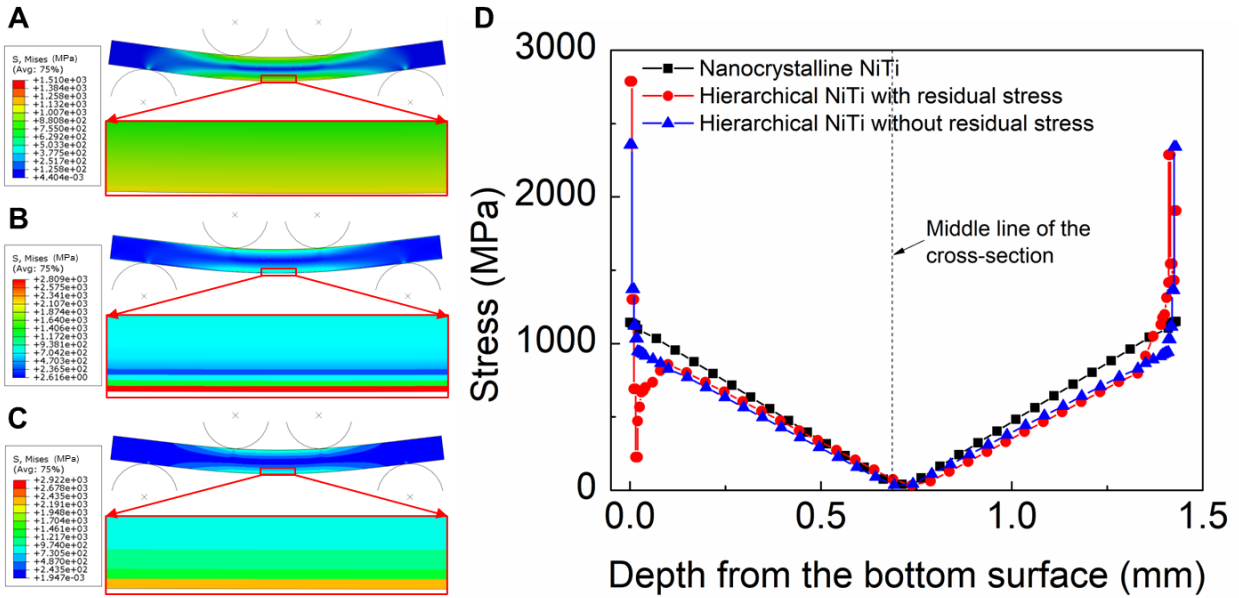 A
S, Mises (MPa)
(Avg: 75%)
+1.510e+03
+1.384e+03
+1.258e+03
+1.132e+03
+1.007e+03
+8.808e+02
+7.550e+02
+6.292e+02
+5.033e+02
+3.775e+02
+2.517e+02
+1.258e+02
+4.404e-03
B
S, Mises (MPa)
(Avg: 75%)
+2.809e+03
+2.575e+03
+2.341e+03
+2.107e+03
+1.874e+03
+1.640e+03
+1.406e+03
+1.172e+03
+9.381e+02
+7.042e+02
+4.703e+02
+2.365e+02
+2.616e+00
C
S, Mises (MPa)
(Avg: 75%)
+2.922e+03
+2.678e+03
+2.435e+03
+2.191e+03
+1.948e+03
+1.704e+03
+1.461e+03
+1.217e+03
+9.740e+02
+7.305e+02
+4.870e+02
+2.435e+02
+1.947e-03
D
3000
2000
1000
0
Stress (MPa)
Nanocrystalline NiTi
Hierarchical NiTi with residual stress
Hierarchical NiTi without residual stress
Middle line of the
cross-section
0.0
0.5
1.0
1.5
Depth from the bottom surface (mm)